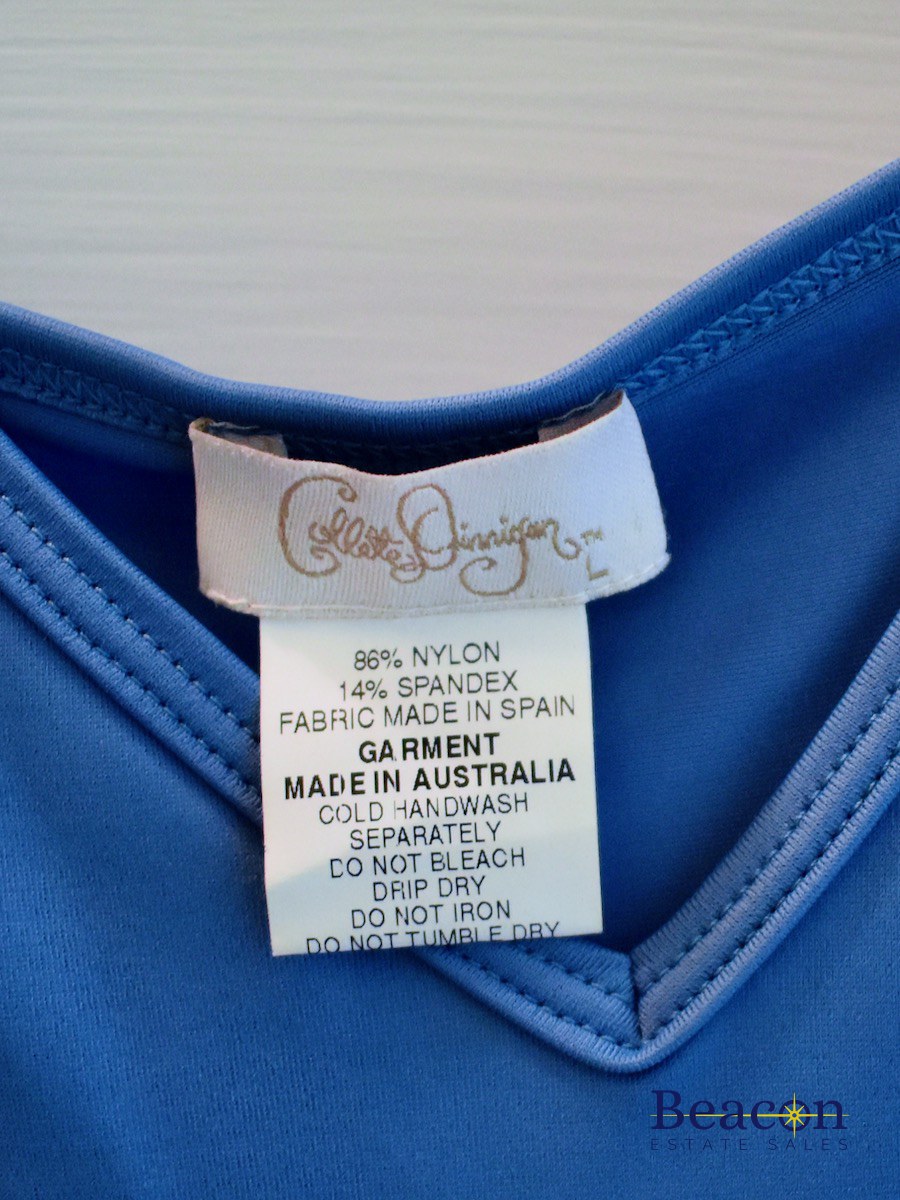 Collette Dinnigan™
L
86% NYLON
14% SPANDEX
FABRIC MADE IN SPAIN
GARMENT
MADE IN AUSTRALIA
COLD HANDWASH
SEPARATELY
DO NOT BLEACH
DRIP DRY
DO NOT IRON
DO NOT TUMBLE DRY
Beacon
ESTATE SALES